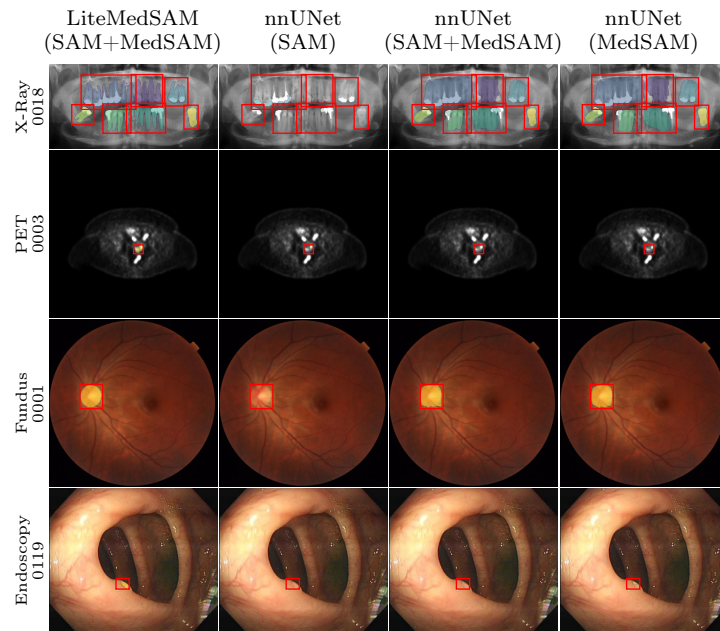 LiteMedSAM nnUNet nnUNet nnUNet
(SAM+MedSAM) (SAM) (SAM+MedSAM) (MedSAM)
X-Ray
0018
PET
0003
Fundus
0001
Endoscopy
0119